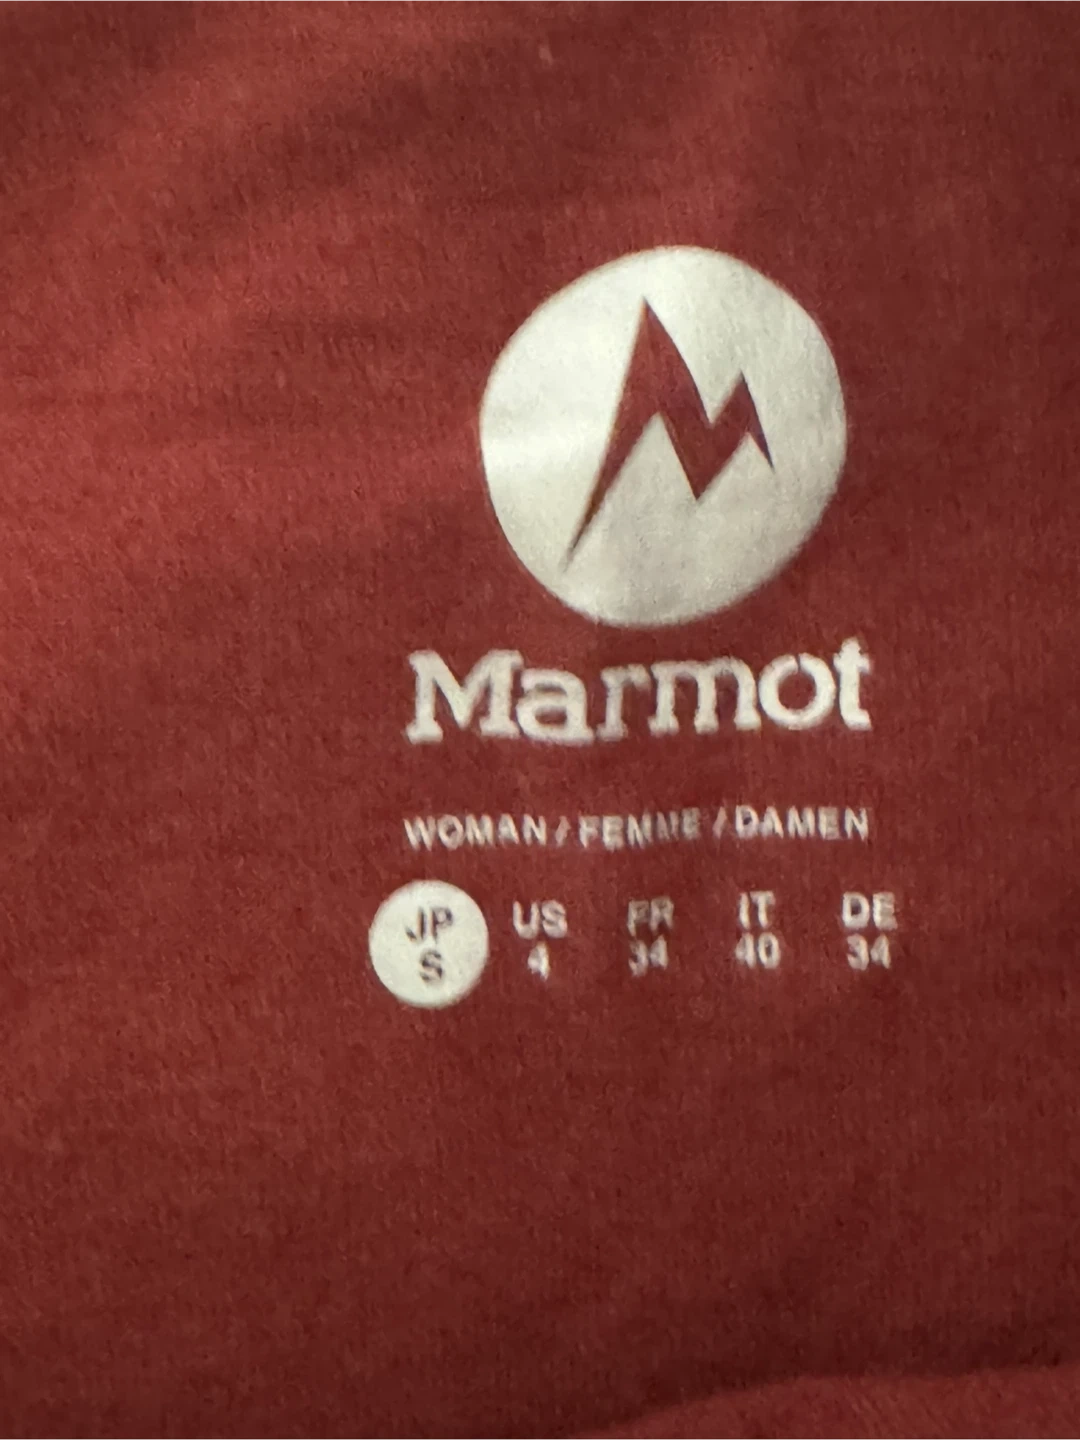 Marmot
WOMAN / FEMME / DAMEN
JP US FR IT DE
S 4 34 40 34